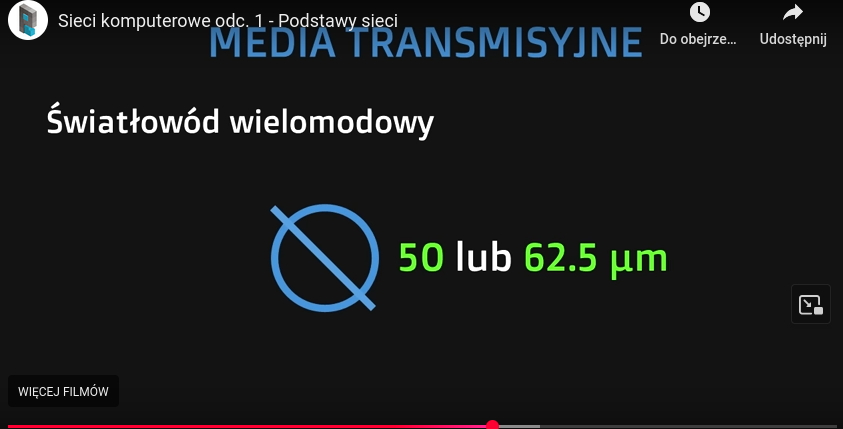 Sieci komputerowe odc. 1 - Podstawy sieci
Do obejrze...
Udostępnij
MEDIA TRANSMISYJNE
Światłowód wielomodowy
50 lub 62.5 µm
WIĘCEJ FILMÓW